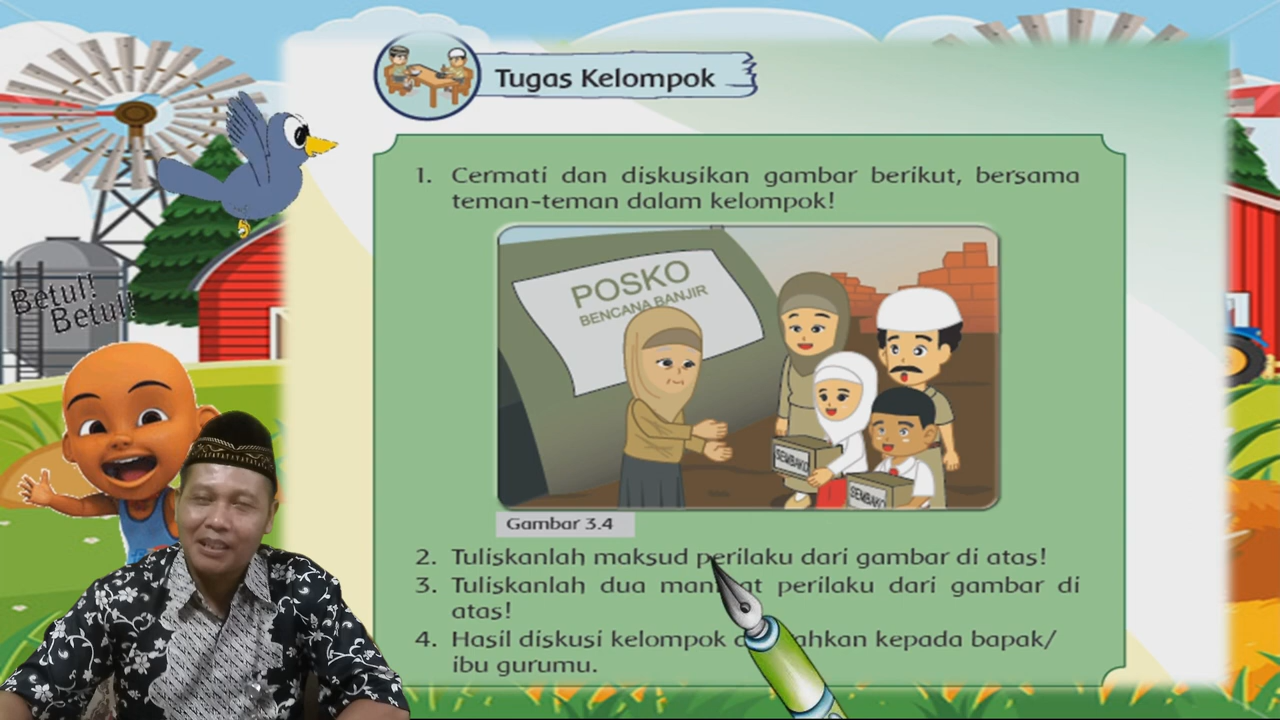 Tugas Kelompok
1. Cermati dan diskusikan gambar berikut, bersama
teman-teman dalam kelompok!
POSKO
BENCANA BANJIR
SEMBAKO
SEMBAKO
Gambar 3.4
Betul!
Betul!
2. Tuliskanlah maksud perilaku dari gambar di atas!
3. Tuliskanlah dua perilaku dari gambar di
atas!
4. Hasil diskusi kelompok kepada bapak/
ibu gurumu.